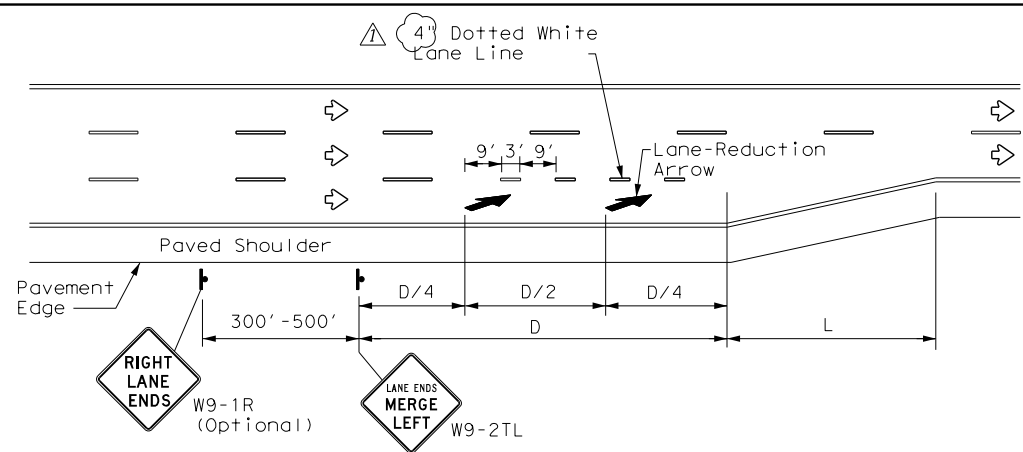 1 4" Dotted White
Lane Line
9' 3' 9'
Lane-Reduction
Arrow
Paved Shoulder
Pavement
Edge
D/4 D/2 D/4
300'-500'
D
L
RIGHT
LANE
ENDS
W9-1R
(Optional)
LANE ENDS
MERGE
LEFT
W9-2TL